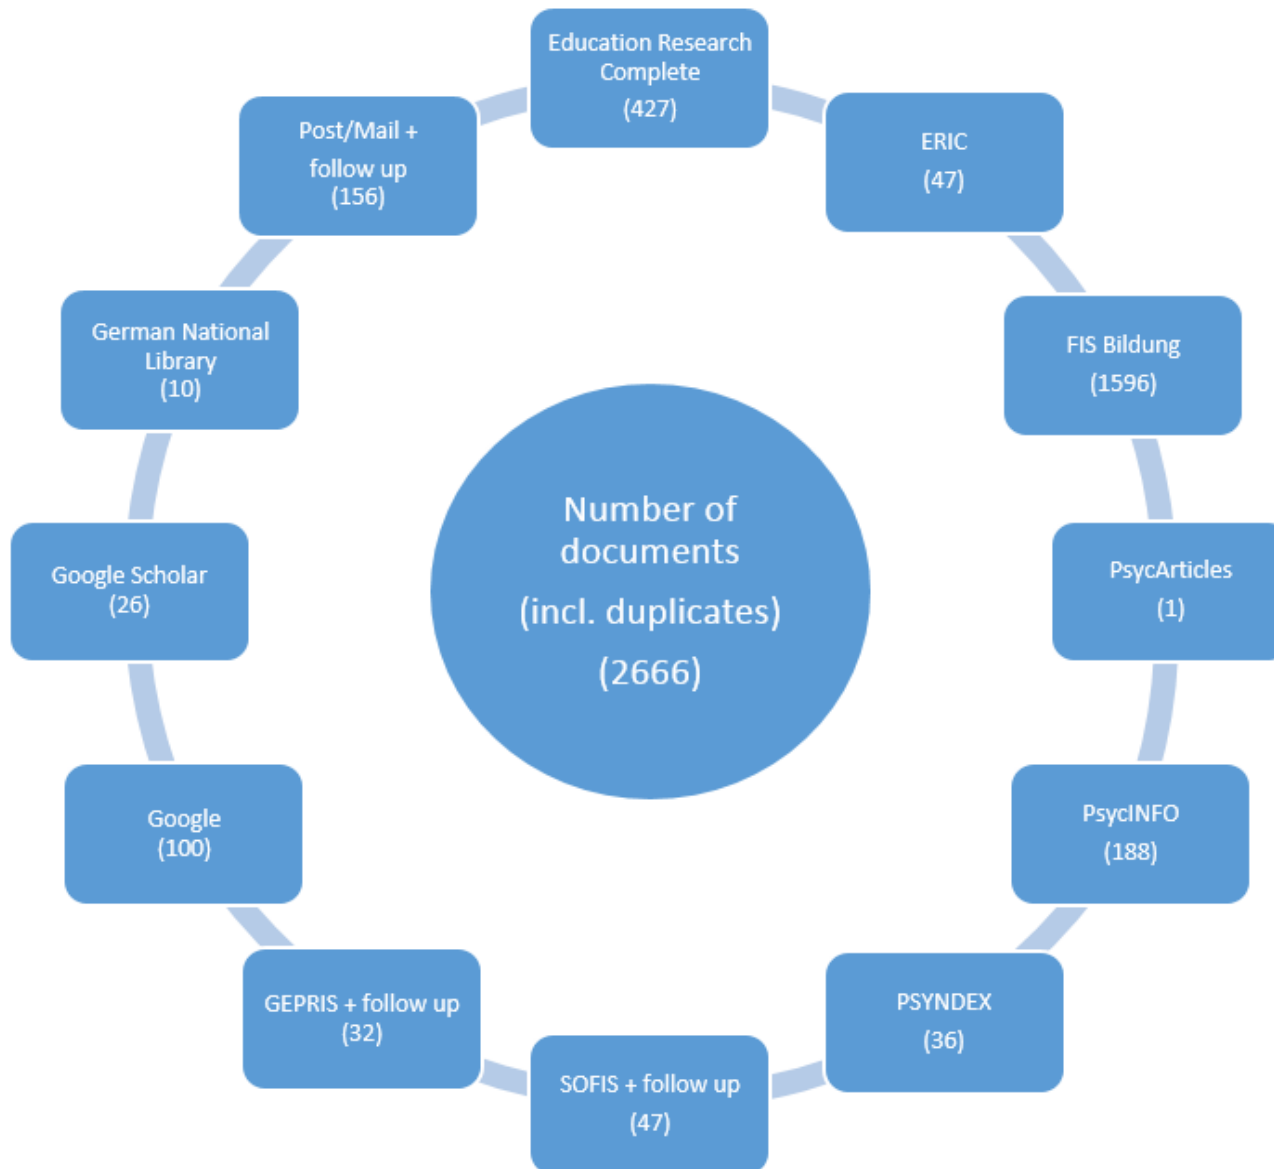 Education Research
Complete
(427)
ERIC
(47)
FIS Bildung
(1596)
PsycArticles
(1)
PsycINFO
(188)
PSYNDEX
(36)
SOFIS + follow up
(47)
GEPRIS + follow up
(32)
Google
(100)
Google Scholar
(26)
German National
Library
(10)
Post/Mail +
follow up
(156)
Number of
documents
(incl. duplicates)
(2666)